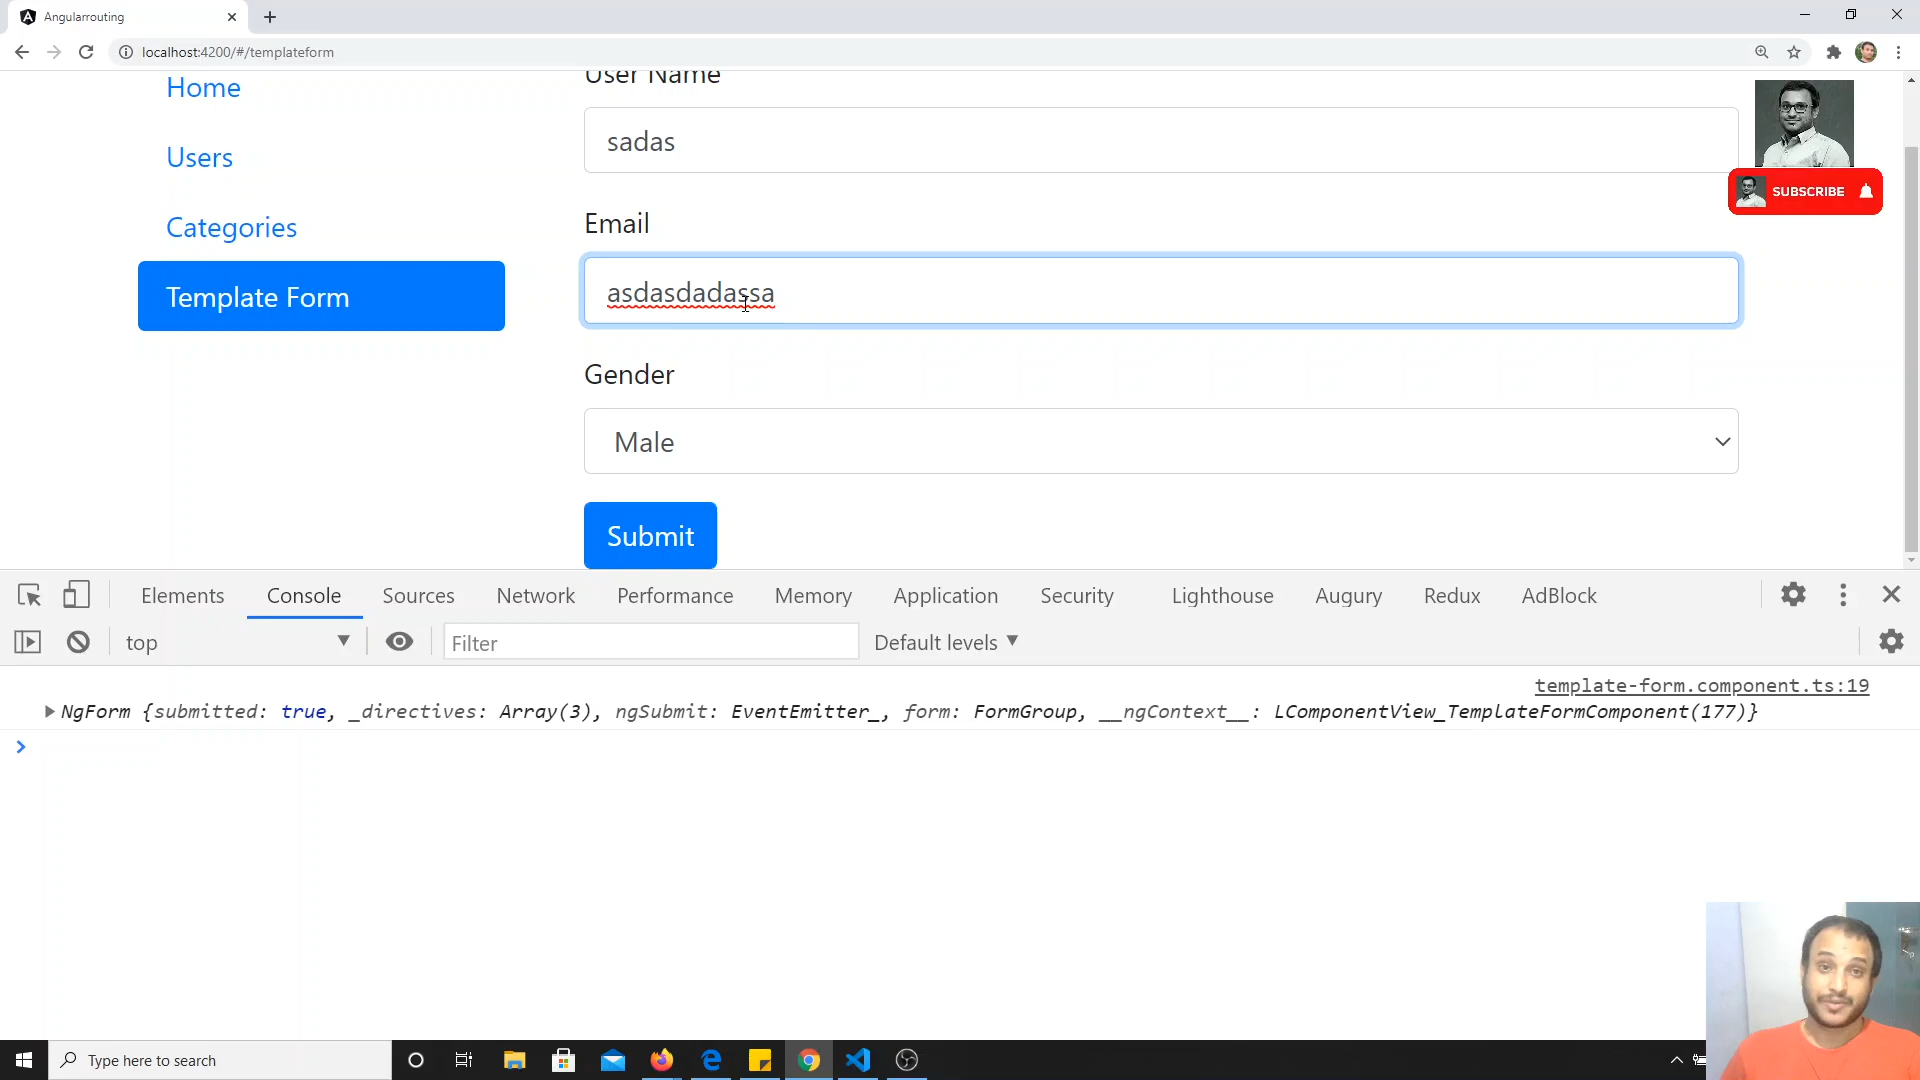 Angularrouting
localhost:4200/#/templateform
Home
Users
Categories
Template Form
User Name
sadas
Email
asdasdadassa
Gender
Male
Submit
SUBSCRIBE
Elements Console Sources Network Performance Memory Application Security Lighthouse Augury Redux AdBlock
top Filter Default levels
template-form.component.ts:19
NgForm {submitted: true, _directives: Array(3), ngSubmit: EventEmitter_, form: FormGroup, __ngContext__: LComponentView_TemplateFormComponent(177)}
Type here to search